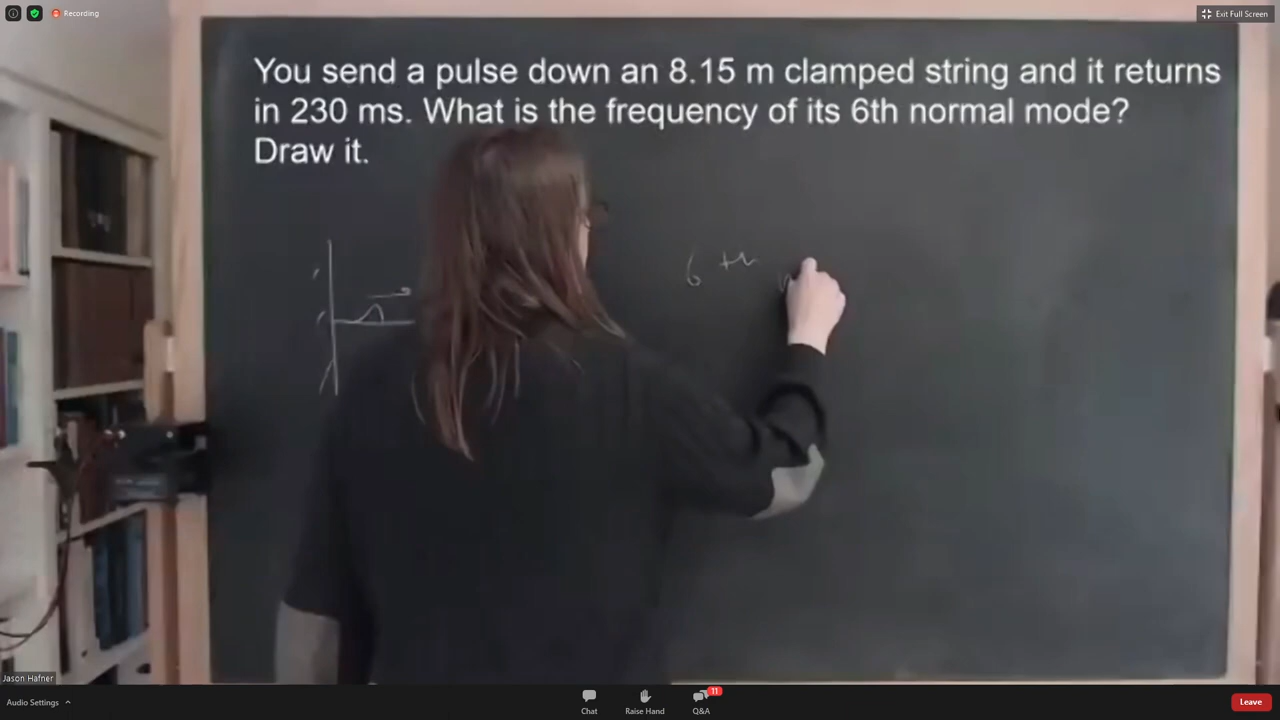 Recording
Exit Full Screen
You send a pulse down an 8.15 m clamped string and it returns
in 230 ms. What is the frequency of its 6th normal mode?
Draw it.
6th
Jason Hafner
Audio Settings
Chat
Raise Hand
Q&A
11
Leave